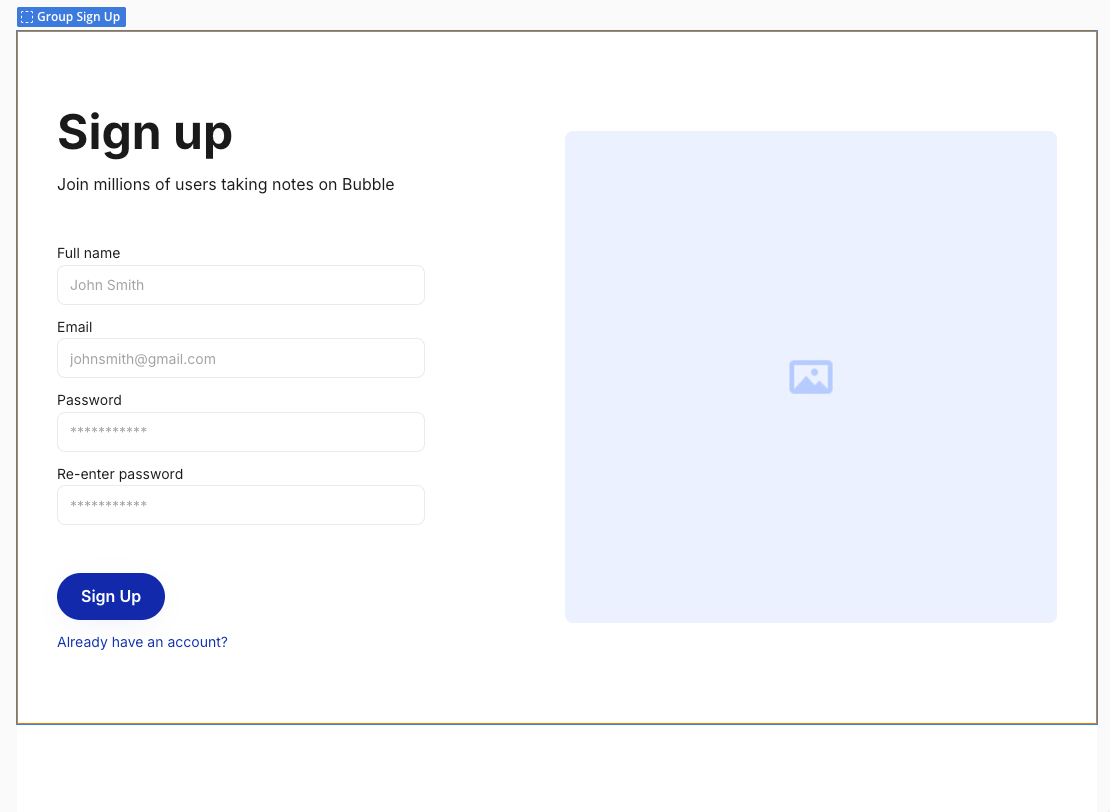 Group Sign Up
Sign up
Join millions of users taking notes on Bubble
Full name
John Smith
Email
johnsmith@gmail.com
Password
***********
Re-enter password
***********
Sign Up
Already have an account?